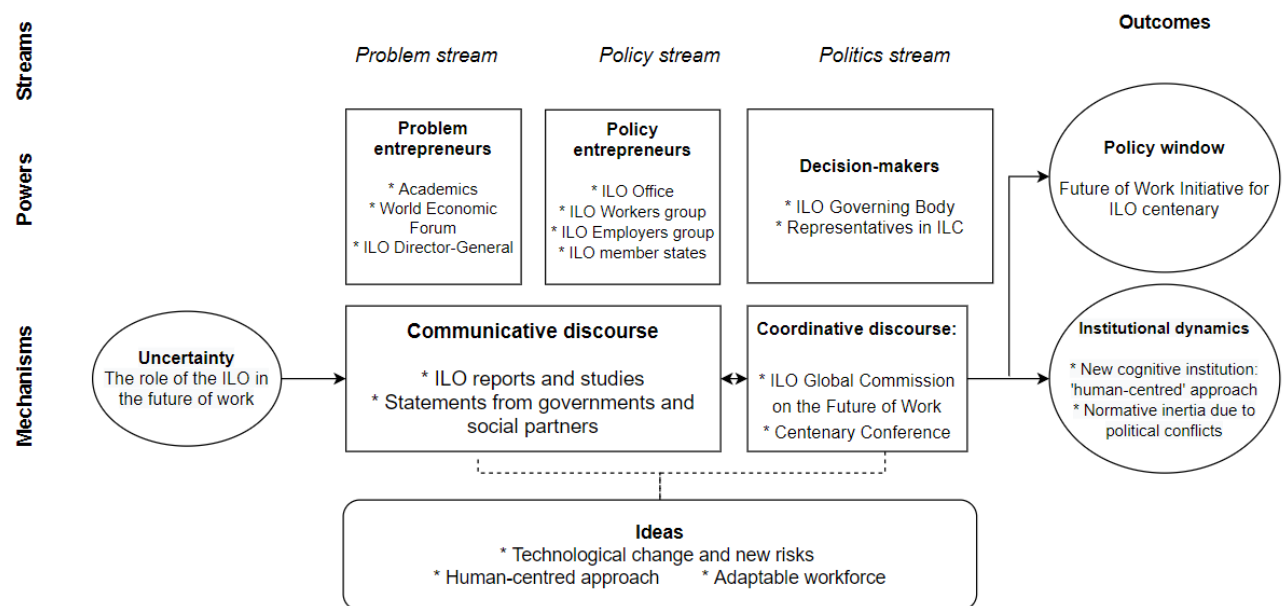 Outcomes
Streams
Problem stream
Policy stream
Politics stream
Powers
Problem
entrepreneurs
* Academics
* World Economic
Forum
* ILO Director-General
Policy
entrepreneurs
* ILO Office
* ILO Workers group
* ILO Employers group
* ILO member states
Decision-makers
* ILO Governing Body
* Representatives in ILC
Policy window
Future of Work Initiative for
ILO centenary
Mechanisms
Uncertainty
The role of the ILO in
the future of work
Communicative discourse
* ILO reports and studies
* Statements from governments and
social partners
Coordinative discourse:
* ILO Global Commission
on the Future of Work
* Centenary Conference
Institutional dynamics
* New cognitive institution:
'human-centred' approach
* Normative inertia due to
political conflicts
Ideas
* Technological change and new risks
* Human-centred approach * Adaptable workforce